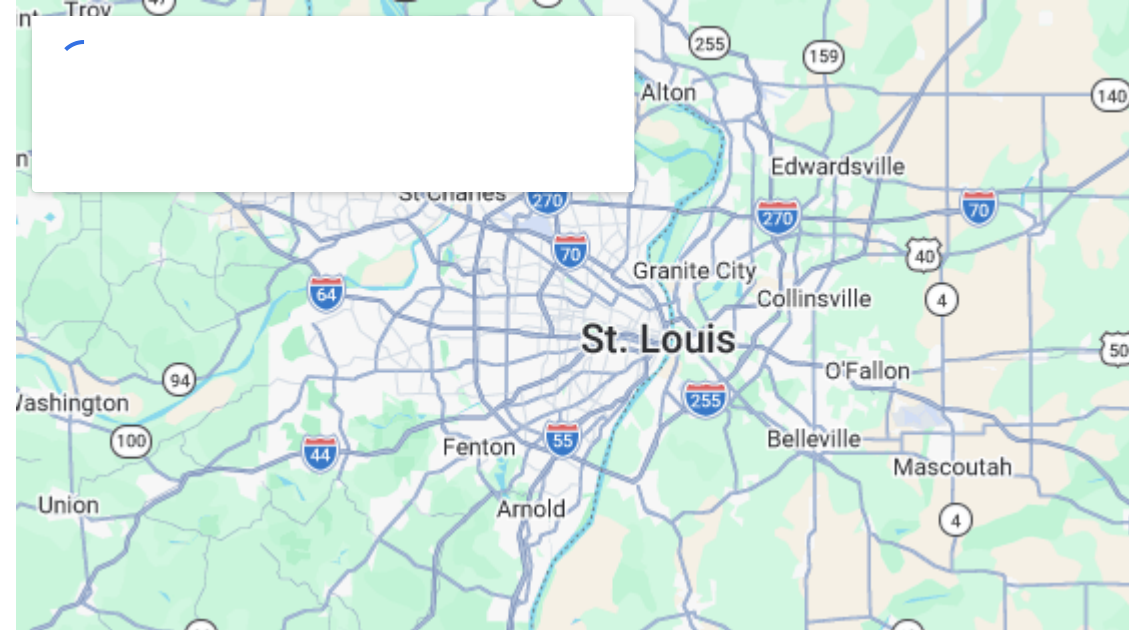 Troy
47
255
159
Alton
140
Edwardsville
St Charles
270
270
70
70
40
Granite City
64
Collinsville
4
St. Louis
50
O'Fallon
94
255
Washington
100
55
Belleville
Fenton
44
Mascoutah
Union
Arnold
4